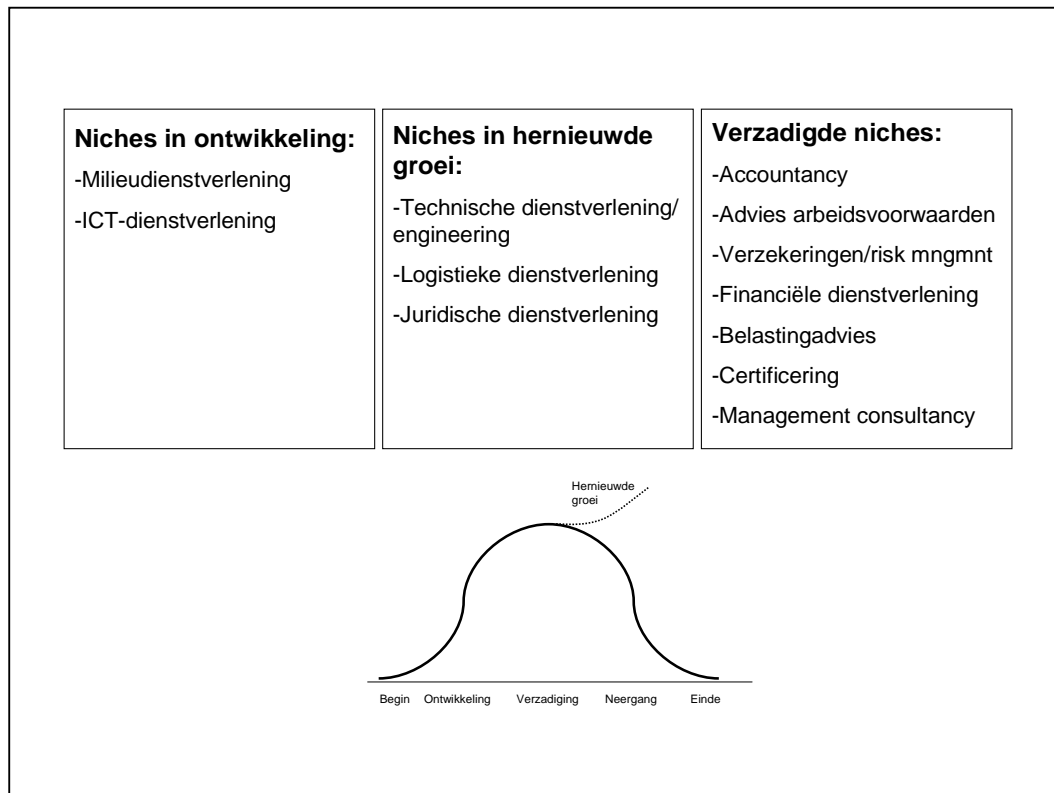 Niches in ontwikkeling:
-Milieudienstverlening
-ICT-dienstverlening
Niches in hernieuwde
groei:
-Technische dienstverlening/
engineering
-Logistieke dienstverlening
-Juridische dienstverlening
Verzadigde niches:
-Accountancy
-Advies arbeidsvoorwaarden
-Verzekeringen/risk mngmnt
-Financiële dienstverlening
-Belastingadvies
-Certificering
-Management consultancy
Hernieuwde
groei
Begin Ontwikkeling Verzadiging Neergang Einde